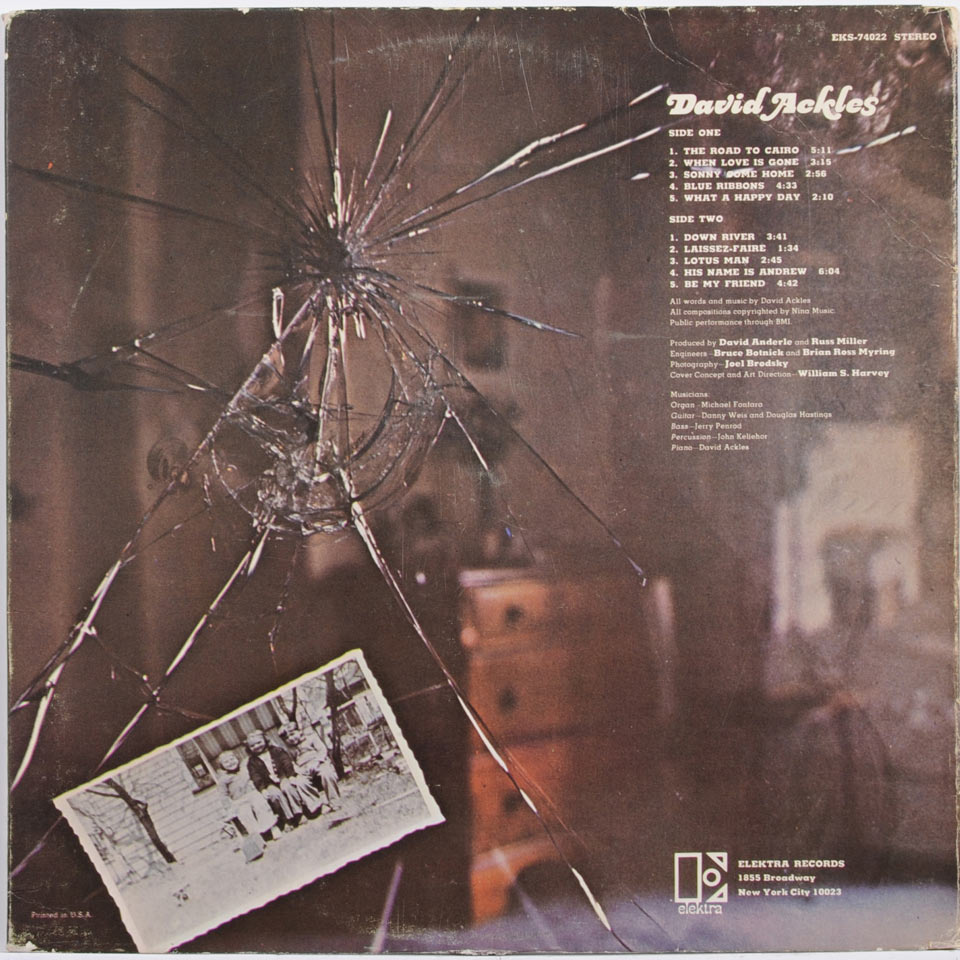 EKS-74022 STEREO
David Ackles
SIDE ONE
1. THE ROAD TO CAIRO 5:11
2. WHEN LOVE IS GONE 3:15
3. SONNY COME HOME 2:56
4. BLUE RIBBONS 4:33
5. WHAT A HAPPY DAY 2:10
SIDE TWO
1. DOWN RIVER 3:41
2. LAISSEZ-FAIRE 1:34
3. LOTUS MAN 2:45
4. HIS NAME IS ANDREW 6:04
5. BE MY FRIEND 4:42
All words and music by David Ackles
All compositions copyrighted by Nina Music.
Public performance through BMI.
Produced by David Anderle and Russ Miller
Engineers—Bruce Botnick and Brian Ross Myring
Photography—Joel Brodsky
Cover Concept and Art Direction—William S. Harvey
Musicians:
Organ—Michael Fonfara
Guitar—Danny Weis and Douglas Hastings
Bass—Jerry Penrod
Percussion—John Keliehor
Piano—David Ackles
ELEKTRA RECORDS
1855 Broadway
New York City 10023
elektra
Printed in U.S.A.